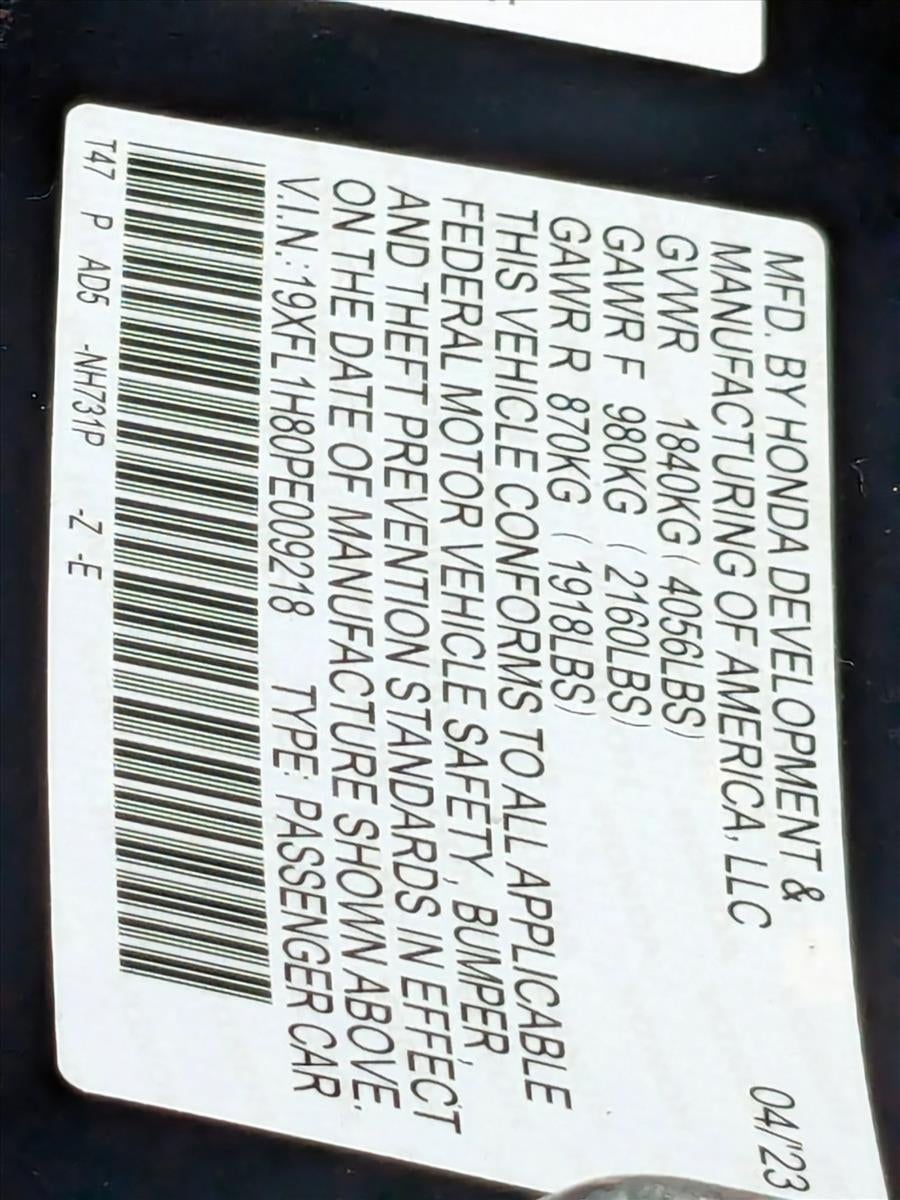 MFD. BY HONDA DEVELOPMENT &
MANUFACTURING OF AMERICA, LLC 04/'23
GVWR 1840KG ( 4056LBS)
GAWR F 980KG ( 2160LBS)
GAWR R 870KG ( 1918LBS)
THIS VEHICLE CONFORMS TO ALL APPLICABLE
FEDERAL MOTOR VEHICLE SAFETY, BUMPER,
AND THEFT PREVENTION STANDARDS IN EFFECT
ON THE DATE OF MANUFACTURE SHOWN ABOVE.
V.I.N.: 19XFL1H80PE009218 TYPE: PASSENGER CAR
T47 P AD5 -NH731P -Z -E